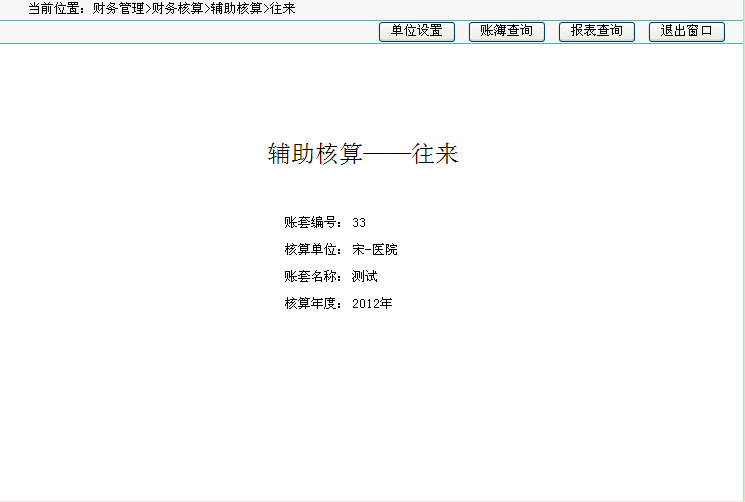 当前位置：财务管理>财务核算>辅助核算>往来
单位设置 账簿查询 报表查询 退出窗口
辅助核算——往来
账套编号： 33
核算单位： 宋-医院
账套名称： 测试
核算年度： 2012年